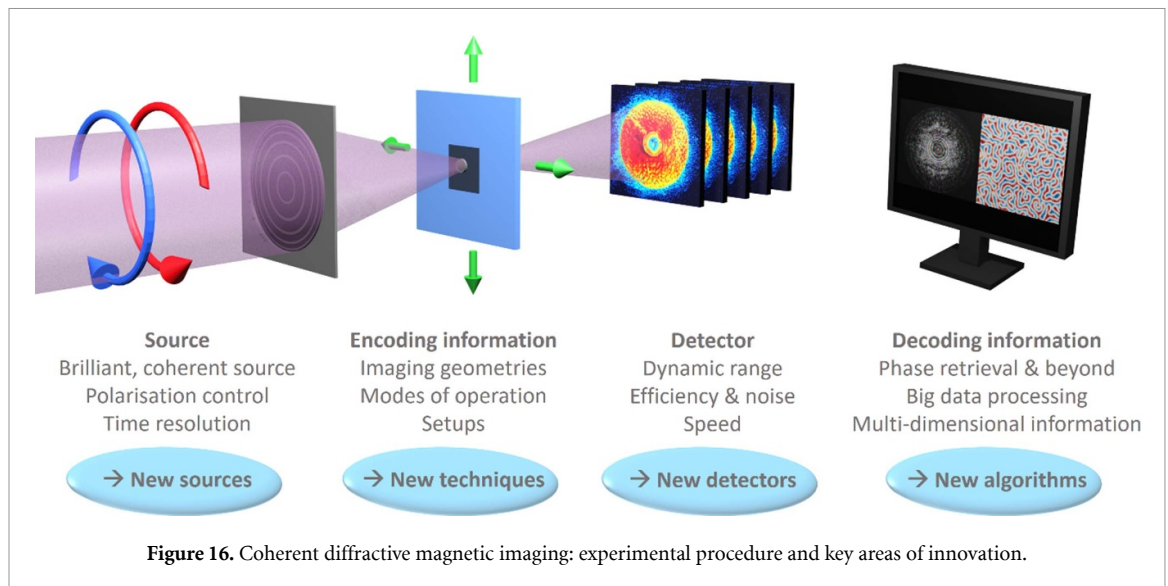 Source
Brilliant, coherent source
Polarisation control
Time resolution
→ New sources
Encoding information
Imaging geometries
Modes of operation
Setups
→ New techniques
Detector
Dynamic range
Efficiency & noise
Speed
→ New detectors
Decoding information
Phase retrieval & beyond
Big data processing
Multi-dimensional information
→ New algorithms
Figure 16. Coherent diffractive magnetic imaging: experimental procedure and key areas of innovation.